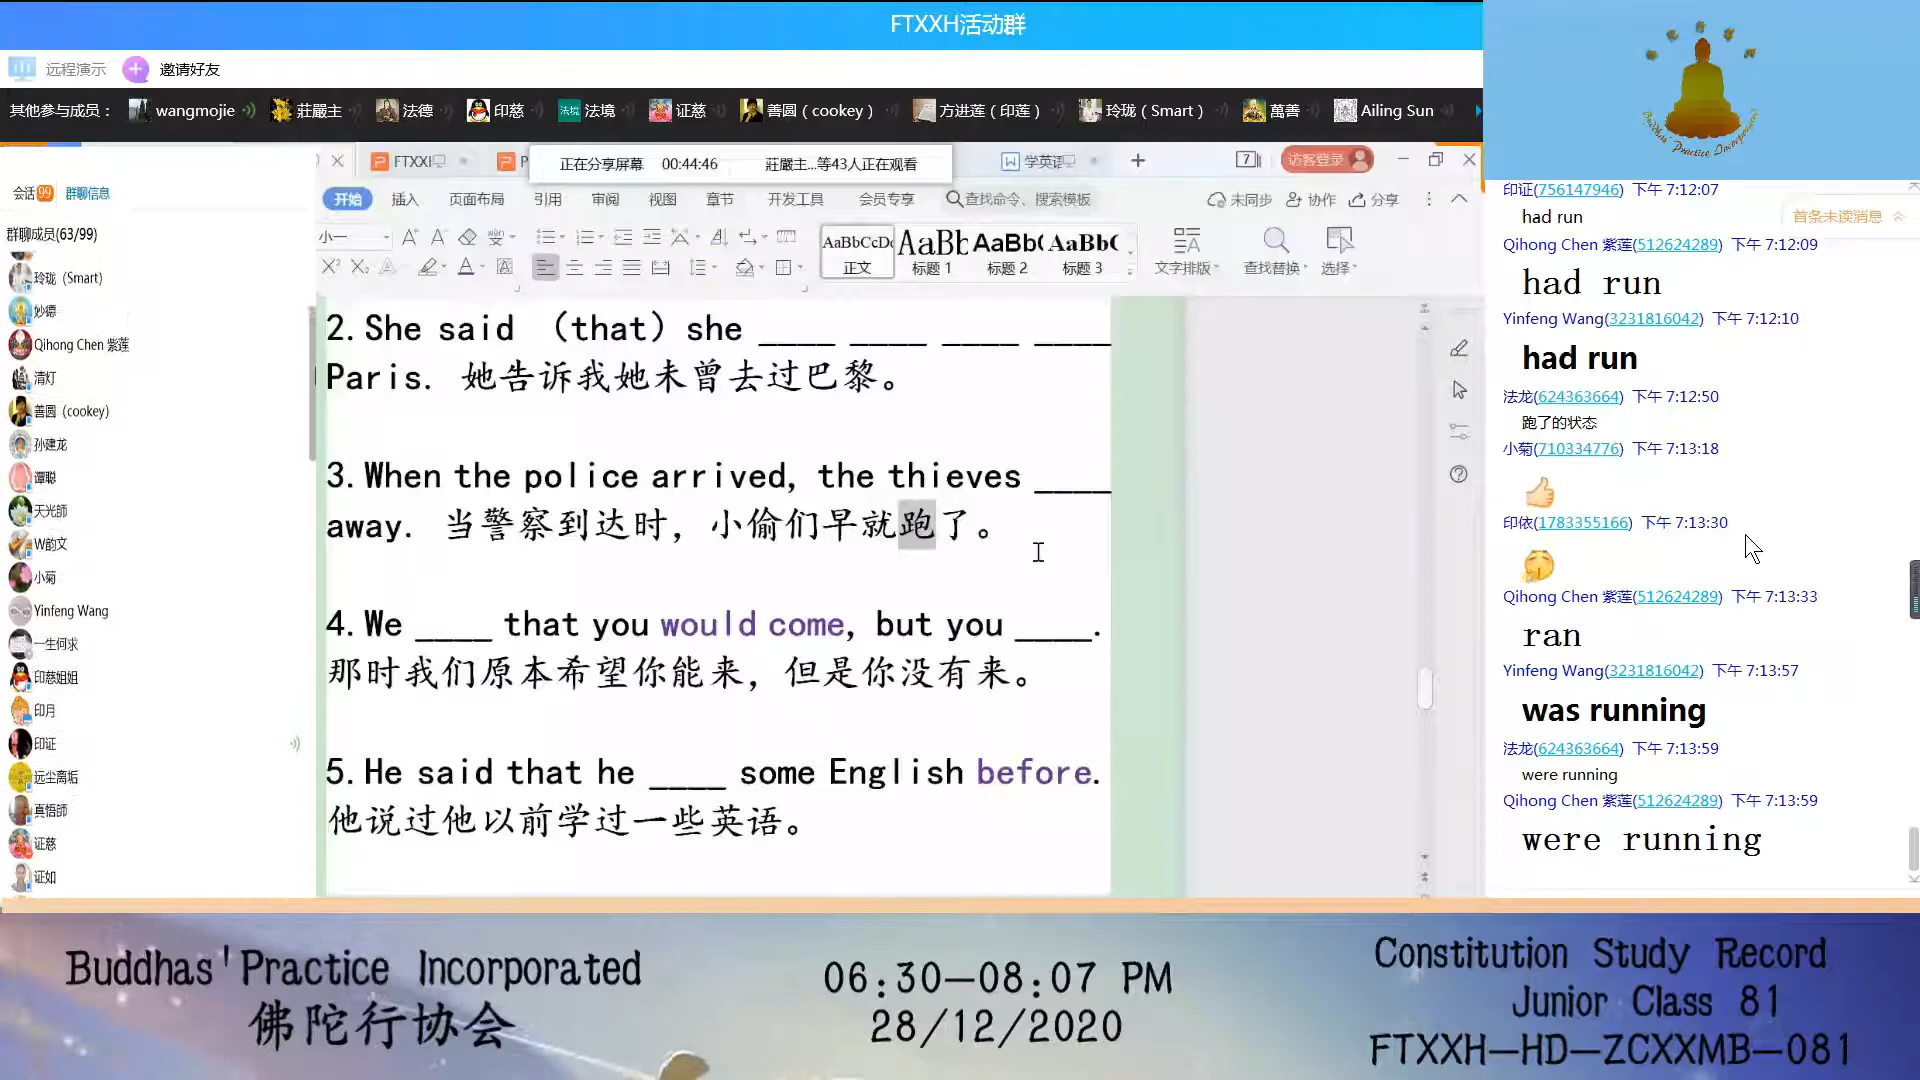 FTXXH活动群
远程演示 邀请好友
其他参与成员： wangmojie 莊嚴主 法德 印慈 法境 证慈 善圆（cookey） 方进莲（印莲） 玲珑（Smart） 萬善 Ailing Sun
FTXXH 正在分享屏幕 00:44:46 莊嚴主...等43人正在观看 学英语 访客登录
会话 99 群聊信息
开始 插入 页面布局 引用 审阅 视图 章节 开发工具 会员专享 查找命令、搜索模板 未同步 协作 分享
小一 AaBbCcDc AaBb AaBb( AaBb(
正文 标题 1 标题 2 标题 3 文字排版 查找替换 选择
群聊成员(63/99)
玲珑（Smart）
妙德
Qihong Chen 紫莲
清灯
善圆（cookey）
孙建龙
谭聪
天光師
W韵文
小菊
Yinfeng Wang
一生何求
印慈姐姐
印月
印证
远尘离垢
真悟師
证慈
证如
2.She said （that）she ____ ____ ____ ____
Paris. 她告诉我她未曾去过巴黎。
3.When the police arrived, the thieves ____
away. 当警察到达时，小偷们早就跑了。
4.We ____ that you would come, but you ____.
那时我们原本希望你能来，但是你没有来。
5.He said that he ____ some English before.
他说过他以前学过一些英语。
Buddhas' Practice Incorporated
印证(756147946) 下午 7:12:07
had run
首条未读消息
Qihong Chen 紫莲(512624289) 下午 7:12:09
had run
Yinfeng Wang(3231816042) 下午 7:12:10
had run
法龙(624363664) 下午 7:12:50
跑了的状态
小菊(710334776) 下午 7:13:18
印依(1783355166) 下午 7:13:30
Qihong Chen 紫莲(512624289) 下午 7:13:33
ran
Yinfeng Wang(3231816042) 下午 7:13:57
was running
法龙(624363664) 下午 7:13:59
were running
Qihong Chen 紫莲(512624289) 下午 7:13:59
were running
Buddhas' Practice Incorporated
佛陀行协会
06:30—08:07 PM
28/12/2020
Constitution Study Record
Junior Class 81
FTXXH—HD—ZCXXMB—081